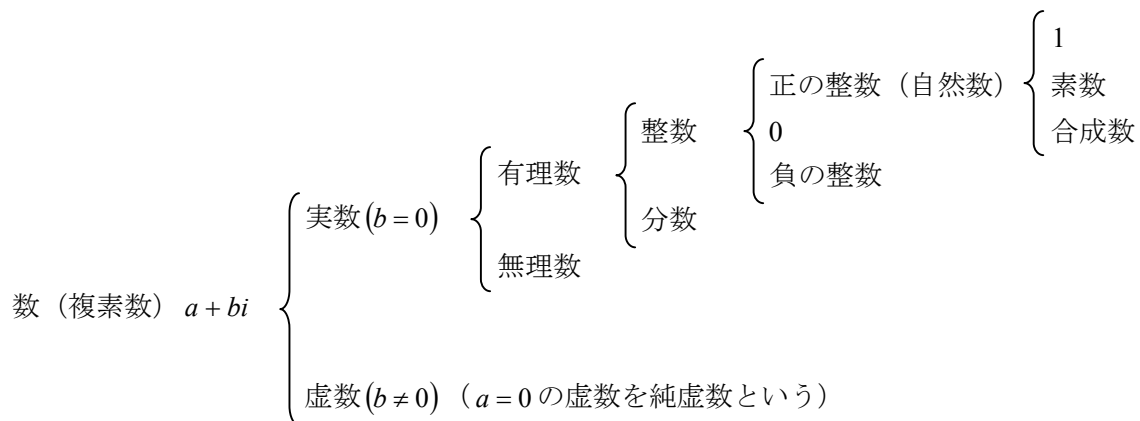 1
正の整数（自然数）
素数
整数
0
合成数
有理数
負の整数
実数(b = 0)
分数
無理数
数（複素数）a + bi
虚数(b ≠ 0)（a = 0 の虚数を純虚数という）